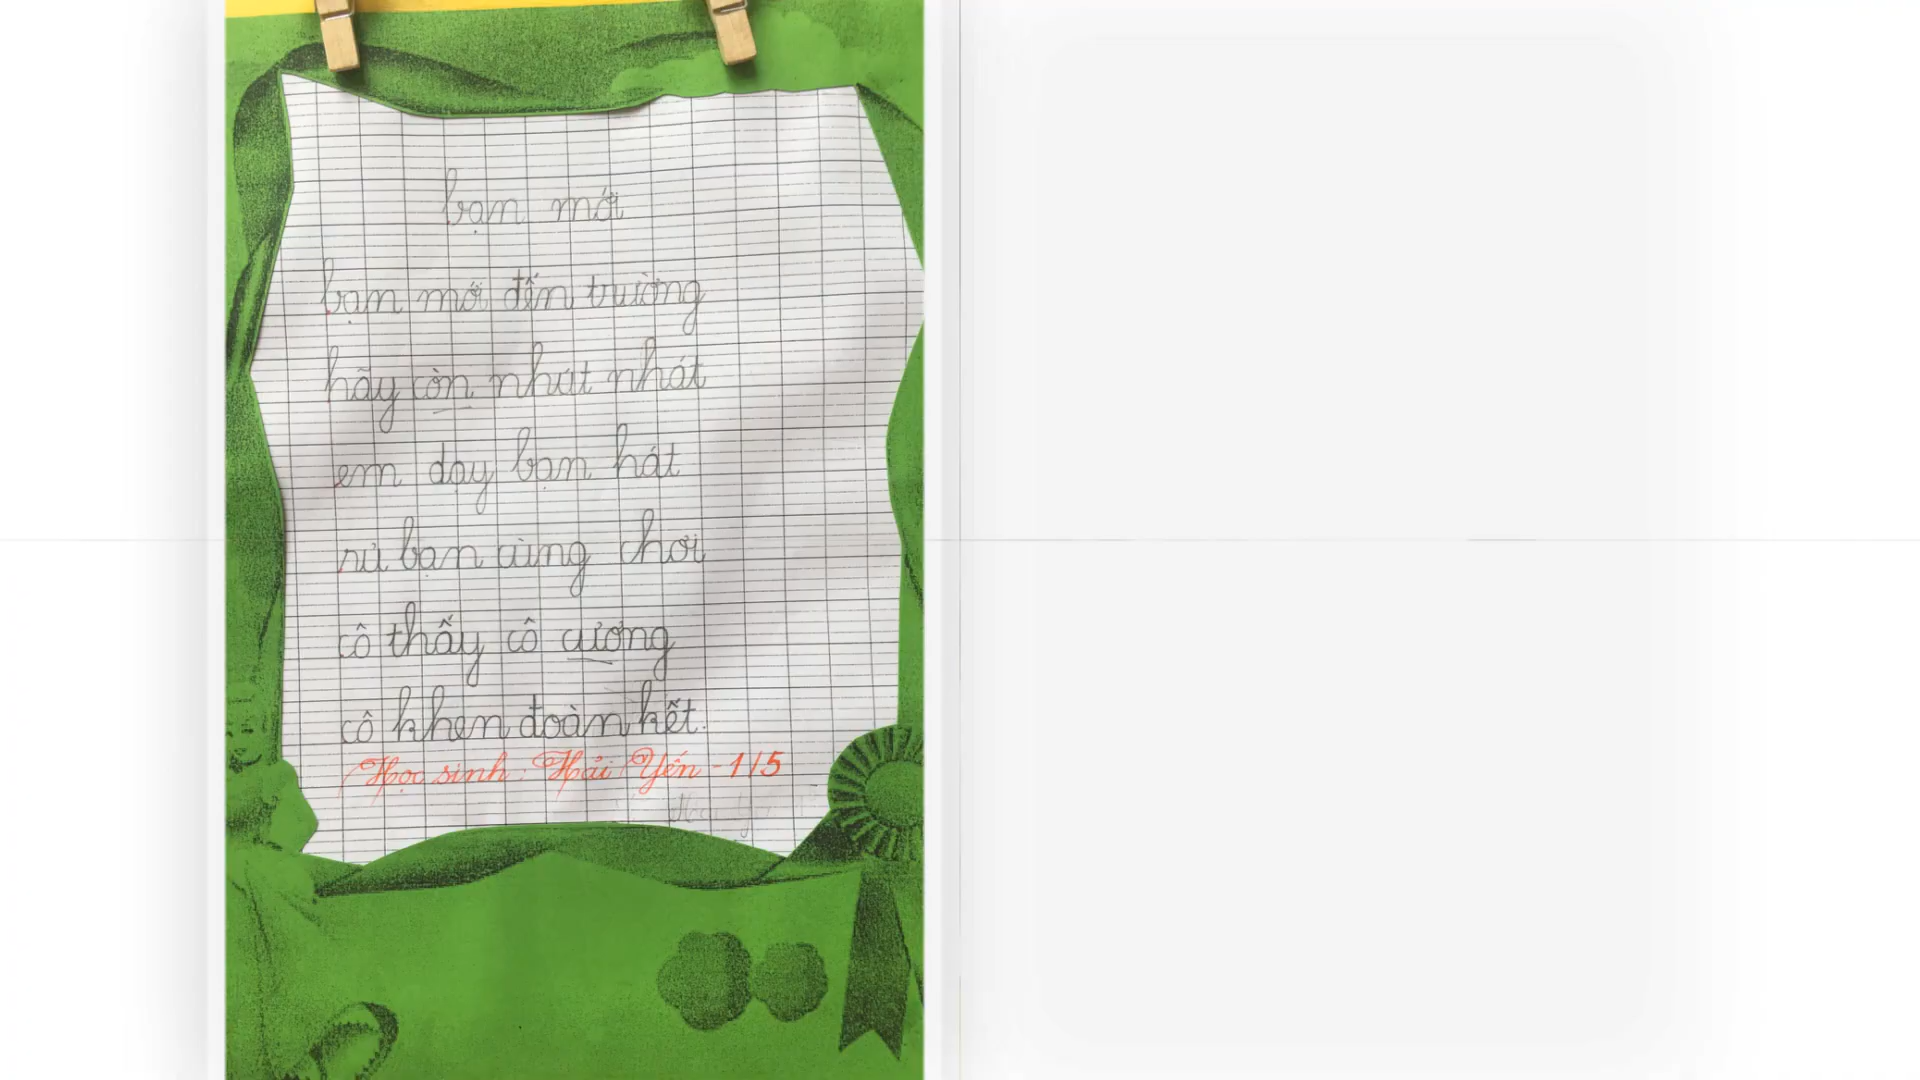 bạn mới
bạn mới đến trường
hãy còn nhút nhát
em dạy bạn hát
rủ bạn cùng chơi
cô thấy cô cương
cô khen đoàn kết.
Học sinh: Hải Yến - 1/5